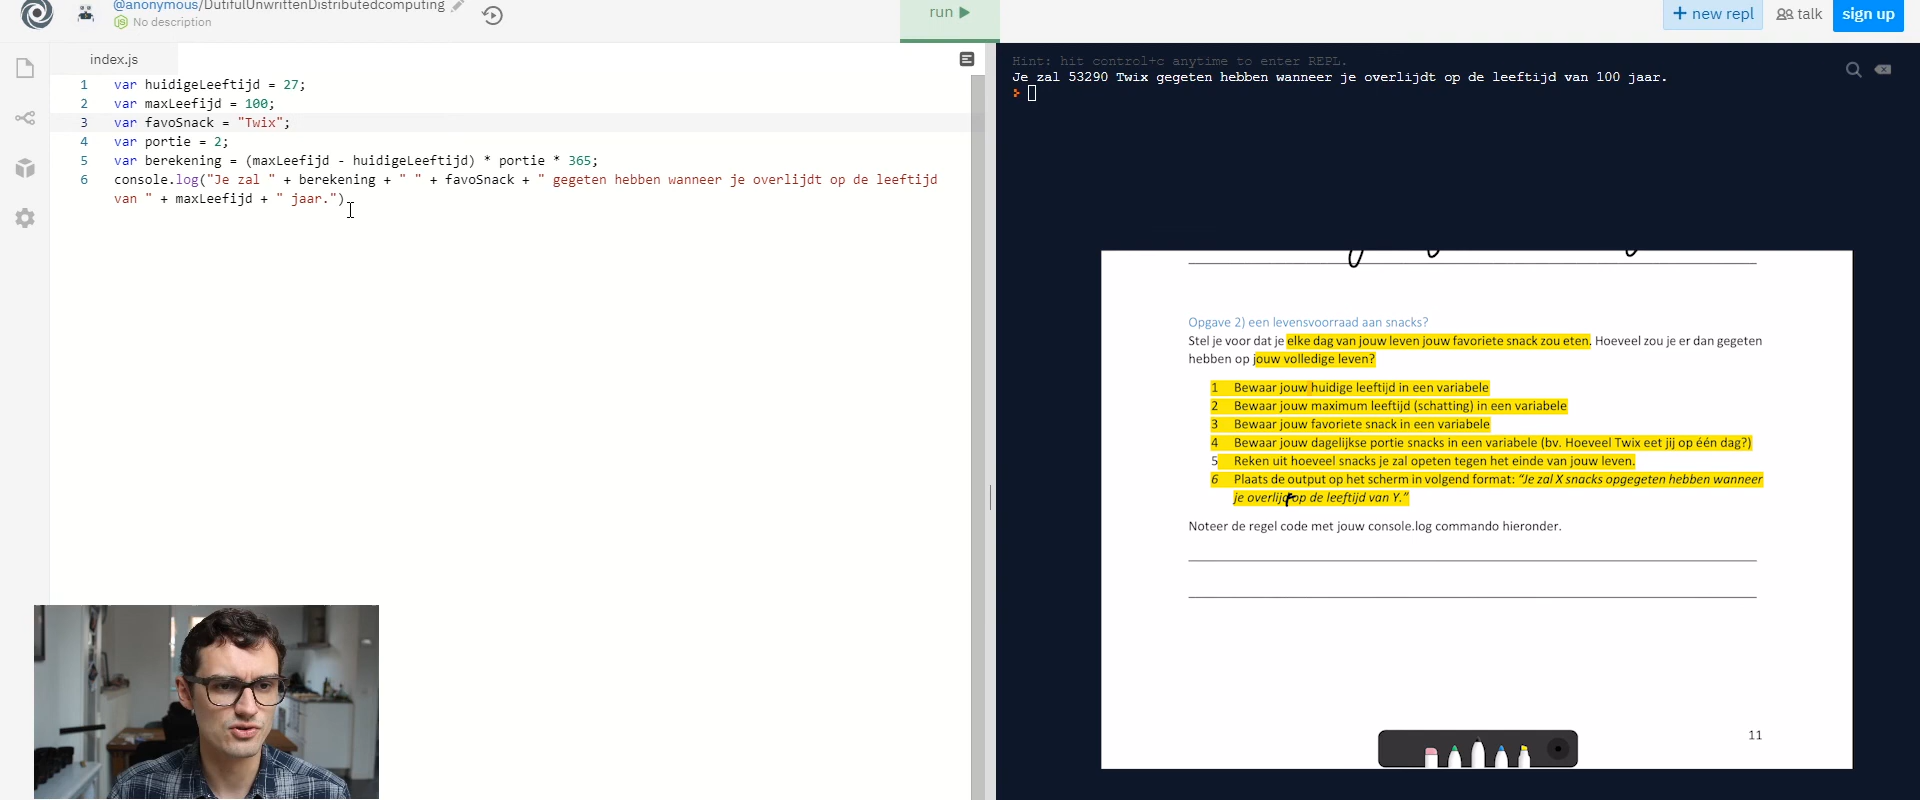 @anonymous/DutifulUnwrittenDistributedcomputing
No description
run
+ new repl
talk
sign up
index.js
1 var huidigeLeeftijd = 27;
2 var maxLeefijd = 100;
3 var favoSnack = "Twix";
4 var portie = 2;
5 var berekening = (maxLeefijd - huidigeLeeftijd) * portie * 365;
6 console.log("Je zal " + berekening + " " + favoSnack + " gegeten hebben wanneer je overlijdt op de leeftijd
van " + maxLeefijd + " jaar.")
Hint: hit control+c anytime to enter REPL.
Je zal 53290 Twix gegeten hebben wanneer je overlijdt op de leeftijd van 100 jaar.
Opgave 2) een levensvoorraad aan snacks?
Stel je voor dat je elke dag van jouw leven jouw favoriete snack zou eten. Hoeveel zou je er dan gegeten
hebben op jouw volledige leven?
1 Bewaar jouw huidige leeftijd in een variabele
2 Bewaar jouw maximum leeftijd (schatting) in een variabele
3 Bewaar jouw favoriete snack in een variabele
4 Bewaar jouw dagelijkse portie snacks in een variabele (bv. Hoeveel Twix eet jij op één dag?)
5 Reken uit hoeveel snacks je zal opeten tegen het einde van jouw leven.
6 Plaats de output op het scherm in volgend format: "Je zal X snacks opgegeten hebben wanneer
je op de leeftijd van Y."
Noteer de regel code met jouw console.log commando hieronder.
11